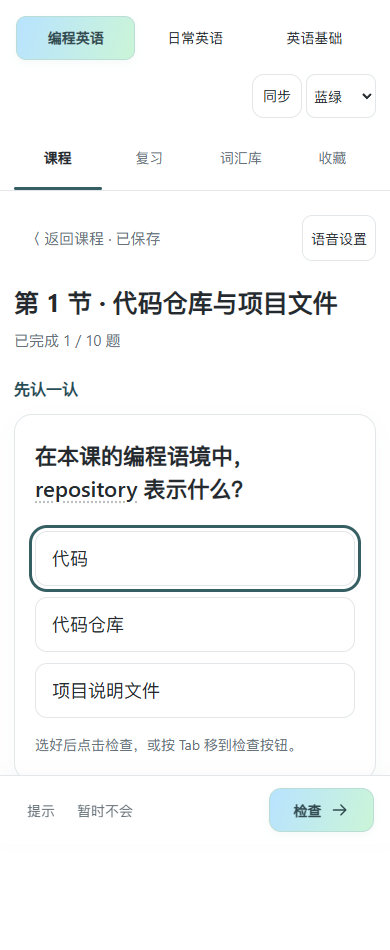 编程英语 日常英语 英语基础
同步 蓝绿
课程 复习 词汇库 收藏
〈 返回课程 · 已保存 语音设置
第 1 节 · 代码仓库与项目文件
已完成 1 / 10 题
先认一认
在本课的编程语境中，
repository 表示什么？
代码
代码仓库
项目说明文件
选好后点击检查，或按 Tab 移到检查按钮。
提示 暂时不会 检查 →